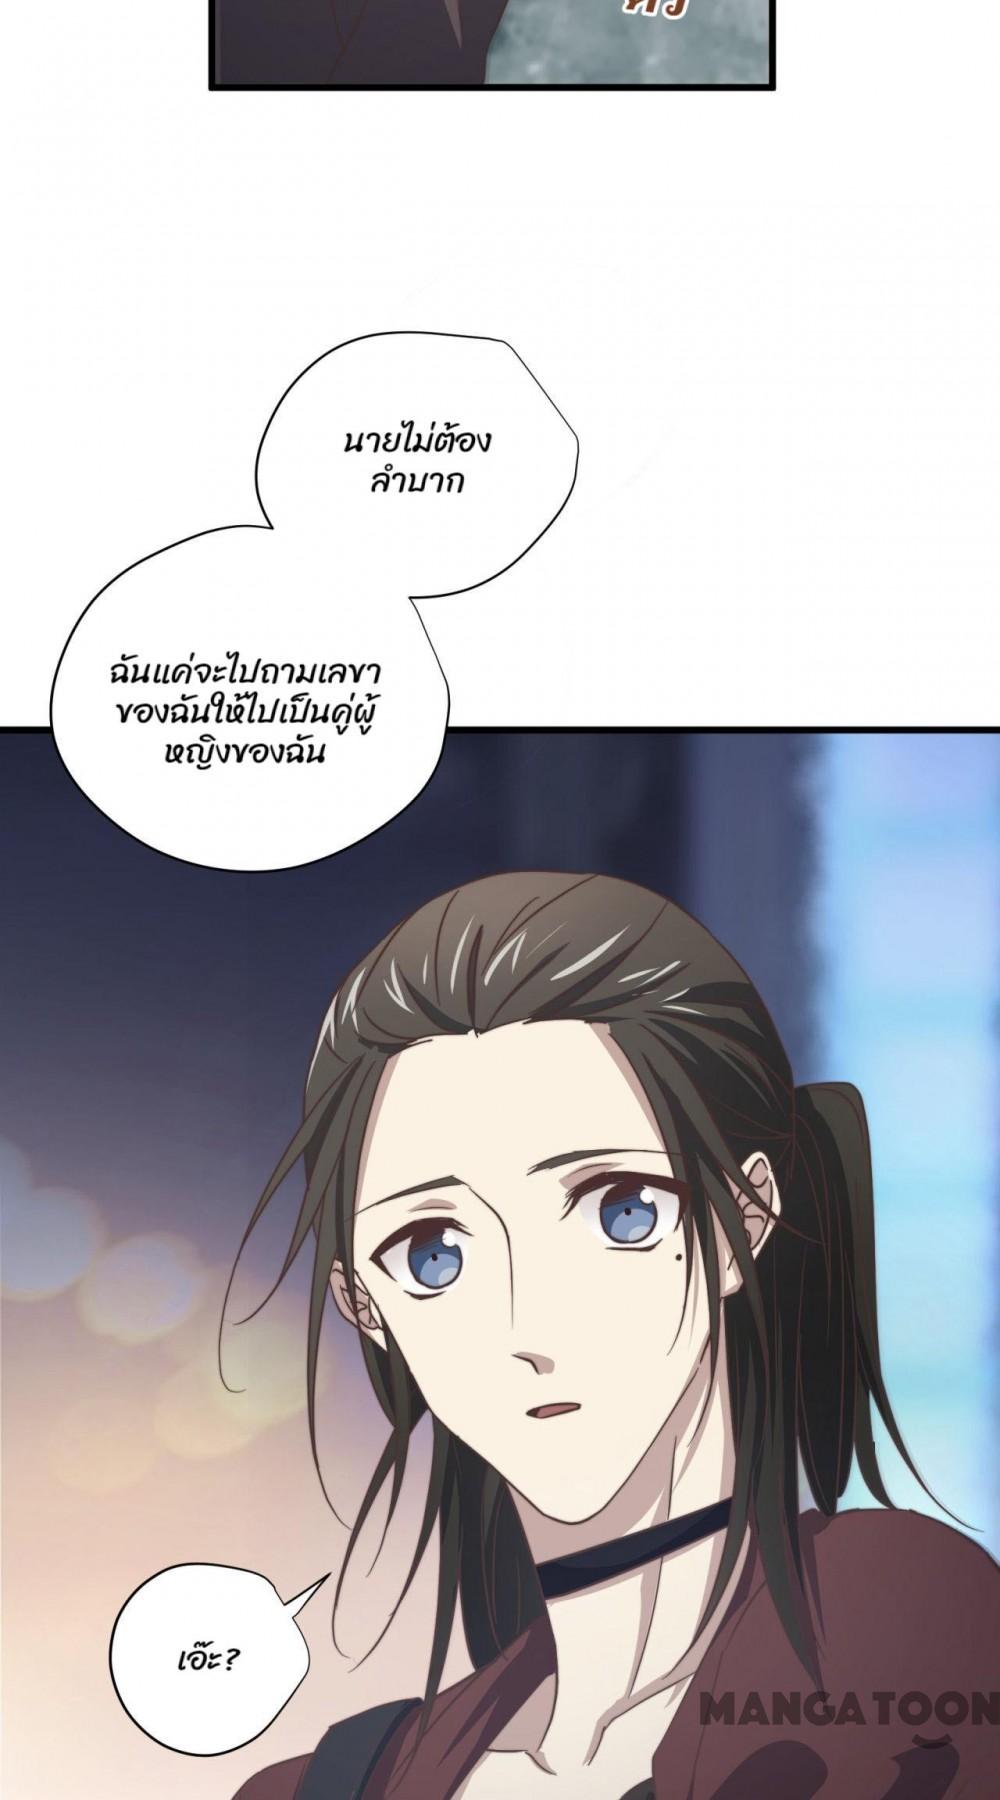 นายไม่ต้อง
ลำบาก
ฉันแค่จะไปถามเลขา
ของฉันให้ไปเป็นคู่ผู้
หญิงของฉัน
เอ๊ะ?
MANGATOON